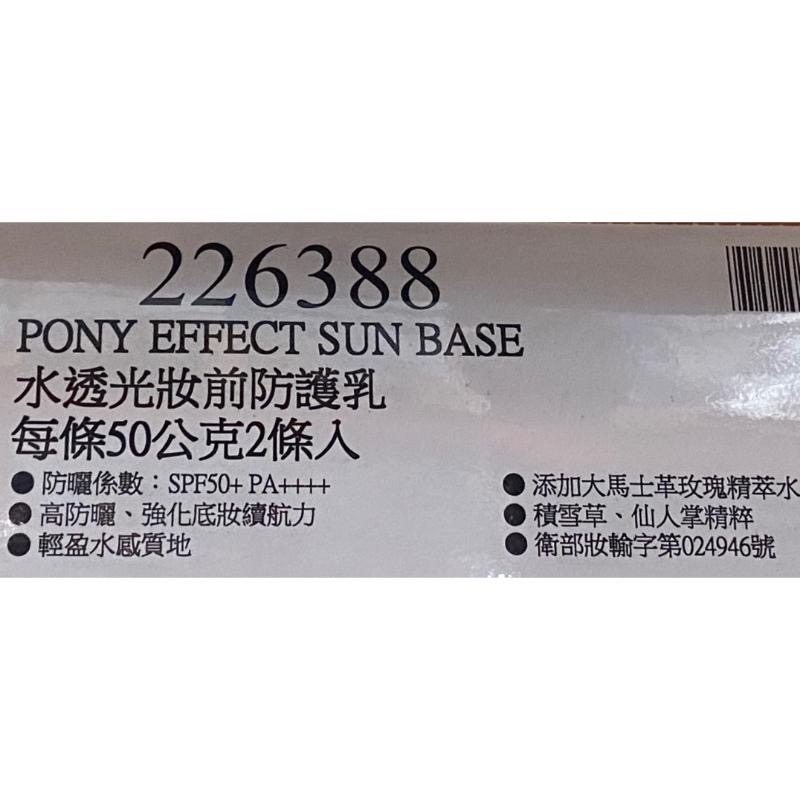 226388
PONY EFFECT SUN BASE
水透光妝前防護乳
每條50公克2條入
● 防曬係數：SPF50+ PA++++
● 高防曬、強化底妝續航力
● 輕盈水感質地
● 添加大馬士革玫瑰精萃水
● 積雪草、仙人掌精粹
● 衛部妝輸字第024946號